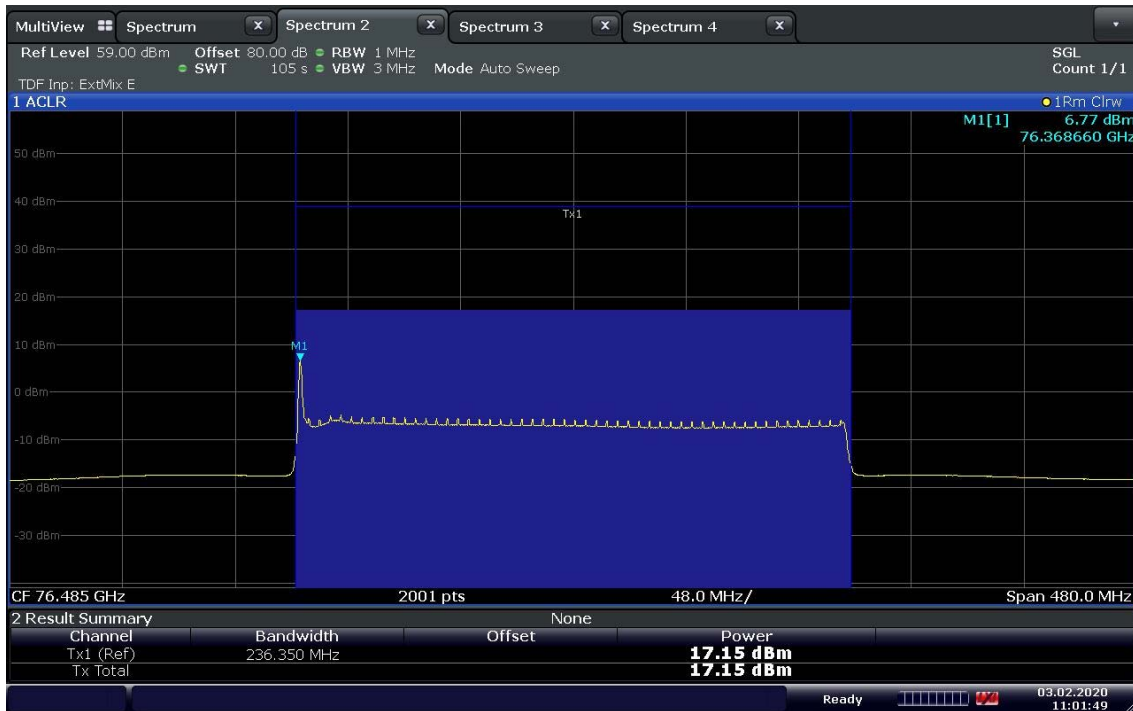 MultiView Spectrum X Spectrum 2 X Spectrum 3 X Spectrum 4 X
Ref Level 59.00 dBm Offset 80.00 dB RBW 1 MHz SGL
SWT 105 s VBW 3 MHz Mode Auto Sweep Count 1/1
TDF Inp: ExtMix E
1 ACLR 1Rm Clrw
M1[1] 6.77 dBm
76.368660 GHz
50 dBm
40 dBm
Tx1
30 dBm
20 dBm
10 dBm
M1
0 dBm
-10 dBm
-20 dBm
-30 dBm
CF 76.485 GHz 2001 pts 48.0 MHz/ Span 480.0 MHz
2 Result Summary None
Channel Bandwidth Offset Power
Tx1 (Ref) 236.350 MHz 17.15 dBm
Tx Total 17.15 dBm
Ready 03.02.2020
11:01:49